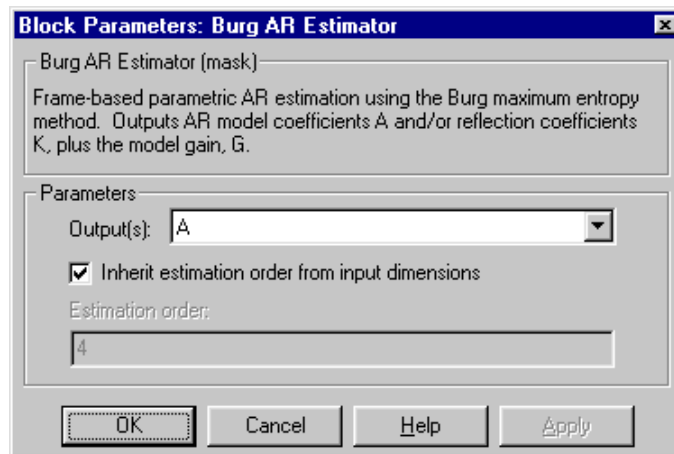 Block Parameters: Burg AR Estimator
Burg AR Estimator (mask)
Frame-based parametric AR estimation using the Burg maximum entropy
method.  Outputs AR model coefficients A and/or reflection coefficients
K, plus the model gain, G.
Parameters
Output(s): A
Inherit estimation order from input dimensions
Estimation order:
4
OK Cancel Help Apply